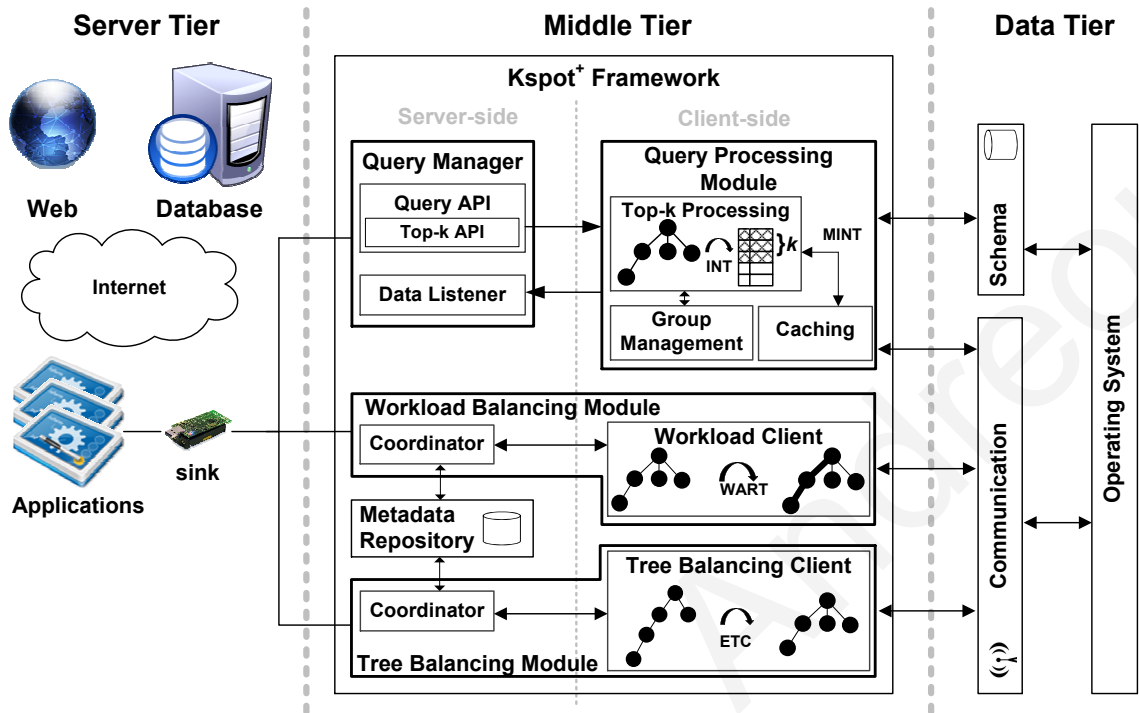 Server Tier
Middle Tier
Data Tier
Kspot+ Framework
Server-side
Client-side
Web
Database
Internet
Applications
sink
Query Manager
Query API
Top-k API
Data Listener
Query Processing
Module
Top-k Processing
INT
}k
MINT
Group
Management
Caching
Workload Balancing Module
Coordinator
Workload Client
WART
Metadata
Repository
Tree Balancing Client
Coordinator
ETC
Tree Balancing Module
Schema
Communication
Operating System